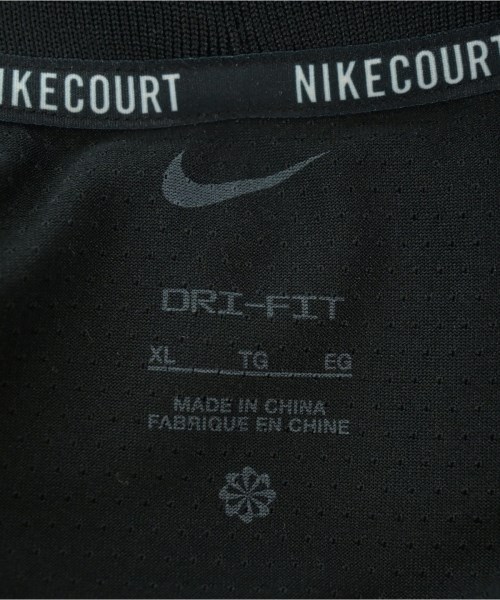 NIKECOURT NIKECOURT
DRI-FIT
XL TG EG
MADE IN CHINA
FABRIQUE EN CHINE